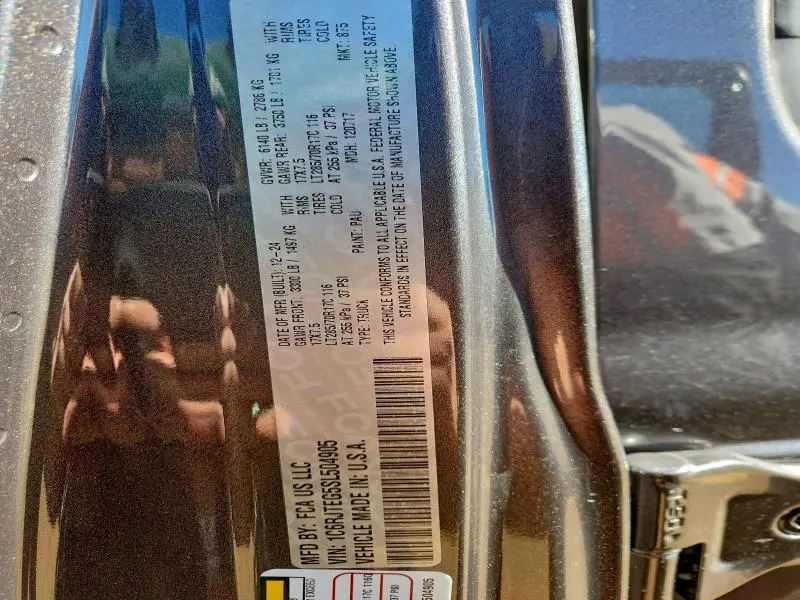 MFD BY: FCA US LLC
DATE OF MFR (BUILT): 12-24
GVWR: 6140 LB / 2786 KG
GAWR FRONT: 3300 LB / 1497 KG
WITH
GAWR REAR: 3750 LB / 1701 KG
WITH
17X7.5
RIMS
17X7.5
RIMS
LT285/70R17C 116
TIRES
LT285/70R17C 116
TIRES
AT 255 kPa / 37 PSI
COLD
AT 255 kPa / 37 PSI
COLD
VIN: 1C6RJTEG5SL504905
TYPE: TRUCK
PAINT: PAU
MDH: 120717
MKT: 875
VEHICLE MADE IN: U.S.A.
THIS VEHICLE CONFORMS TO ALL APPLICABLE U.S.A. FEDERAL MOTOR VEHICLE SAFETY
STANDARDS IN EFFECT ON THE DATE OF MANUFACTURE SHOWN ABOVE.